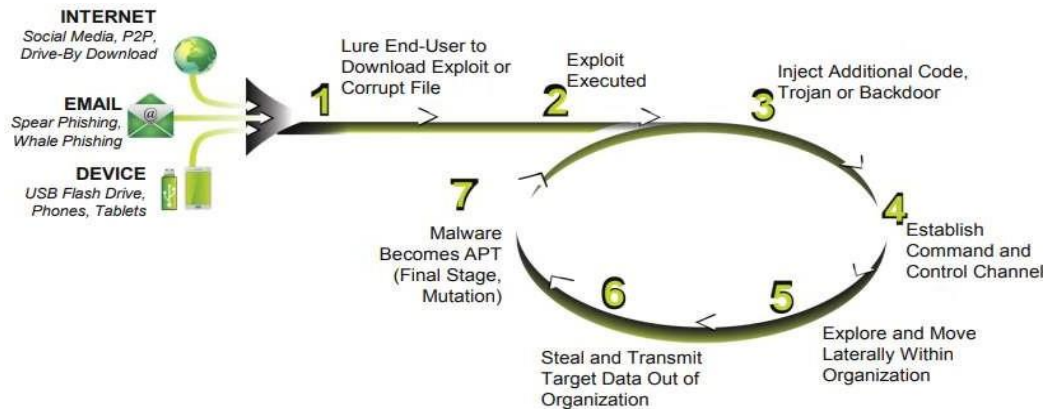 INTERNET
Social Media, P2P,
Drive-By Download
EMAIL
Spear Phishing,
Whale Phishing
@
DEVICE
USB Flash Drive,
Phones, Tablets
1
Lure End-User to
Download Exploit or
Corrupt File
2
Exploit
Executed
3
Inject Additional Code,
Trojan or Backdoor
4
Establish
Command and
Control Channel
5
Explore and Move
Laterally Within
Organization
6
Steal and Transmit
Target Data Out of
Organization
7
Malware
Becomes APT
(Final Stage,
Mutation)